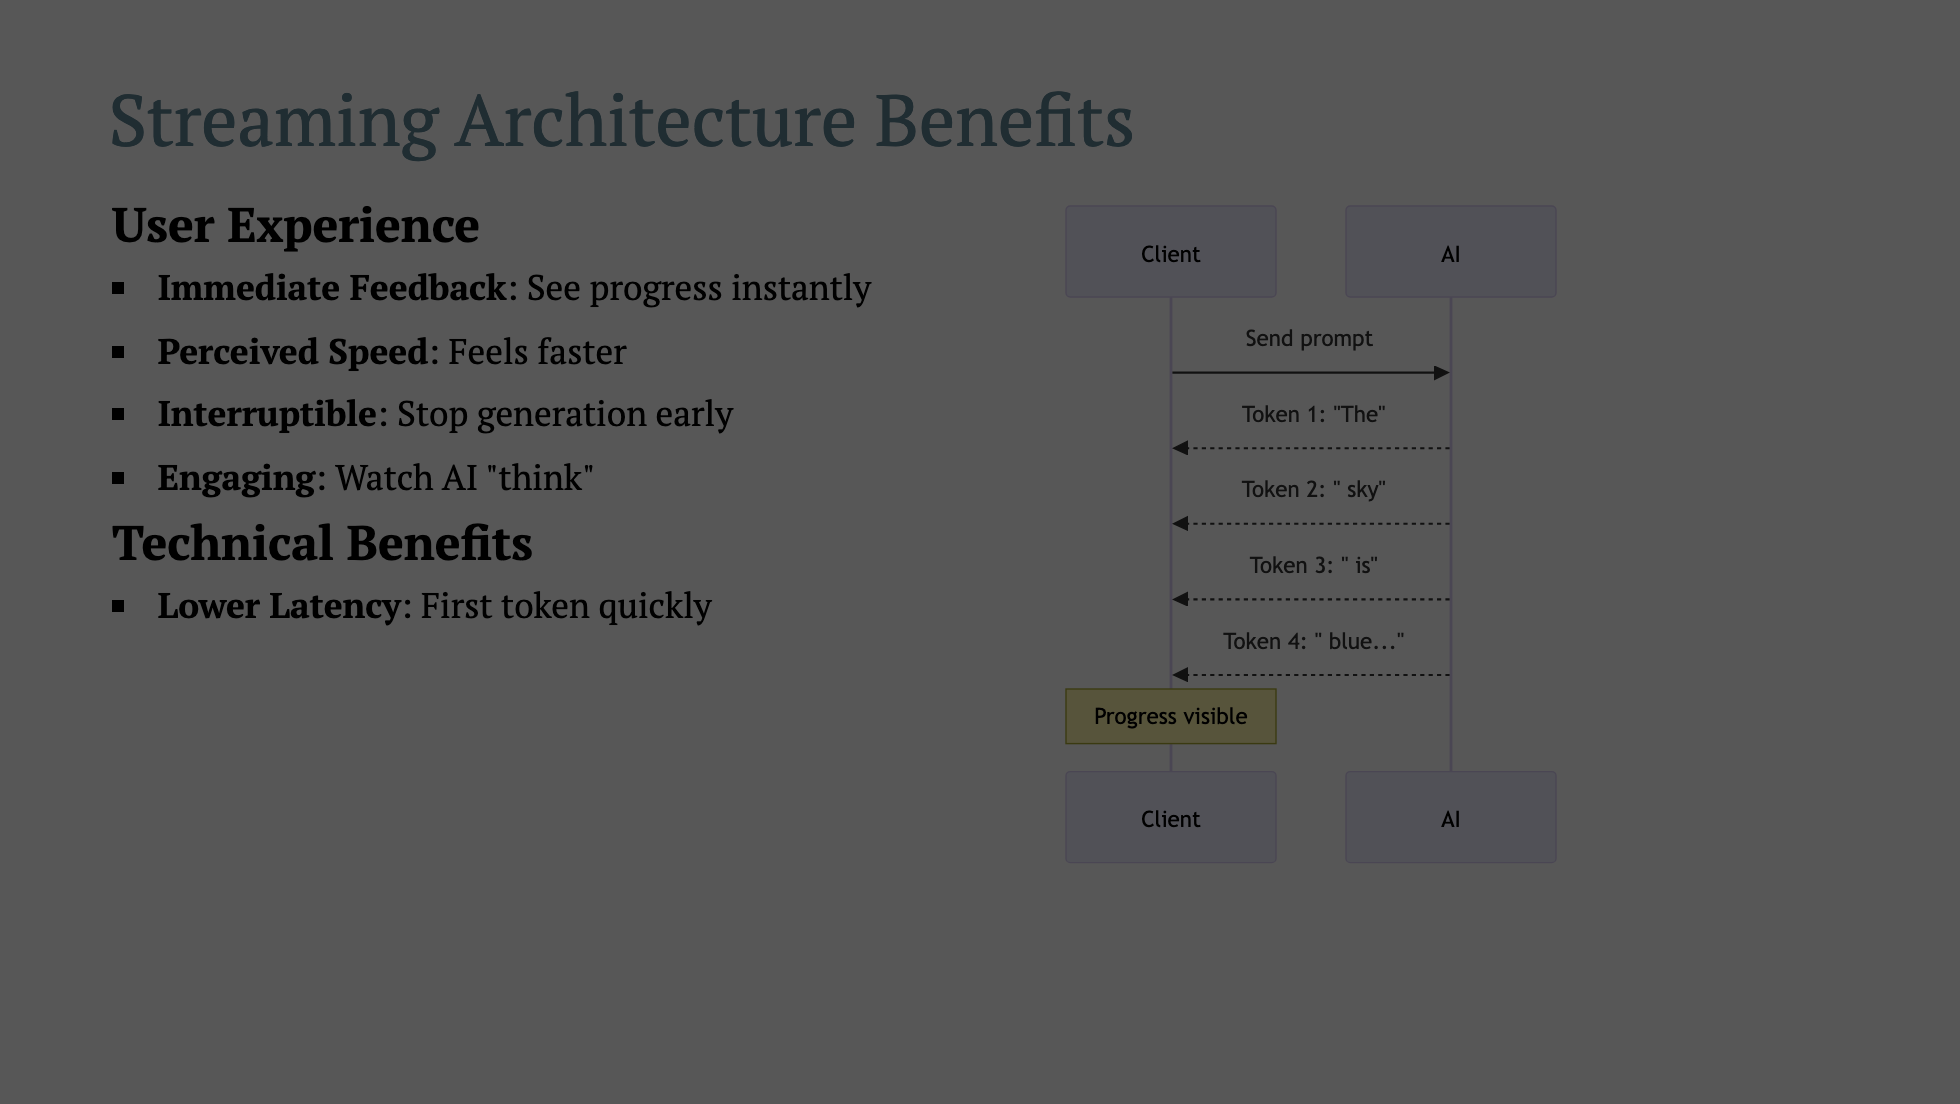 Streaming Architecture Benefits
User Experience
Immediate Feedback: See progress instantly
Perceived Speed: Feels faster
Interruptible: Stop generation early
Engaging: Watch AI "think"
Technical Benefits
Lower Latency: First token quickly
Client
AI
Send prompt
Token 1: "The"
Token 2: " sky"
Token 3: " is"
Token 4: " blue..."
Progress visible
Client
AI